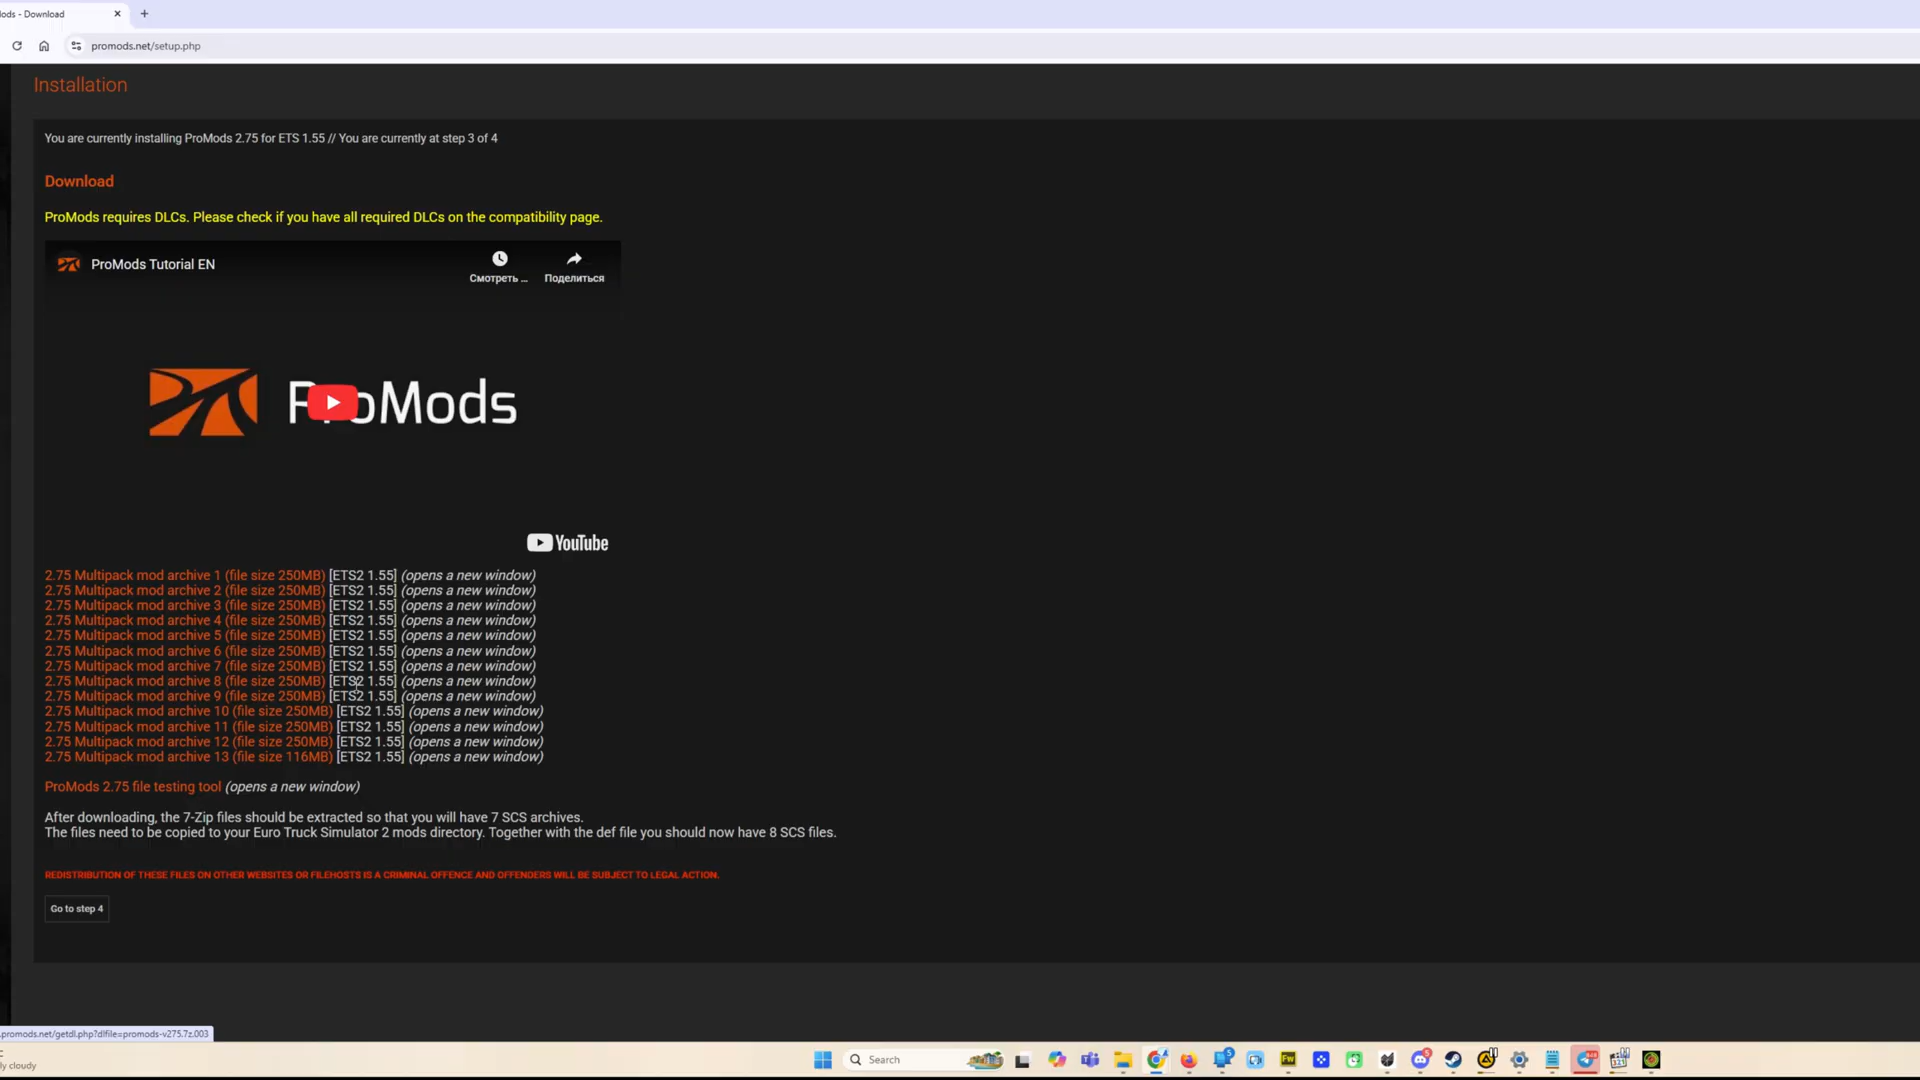 ods - Download
promods.net/setup.php
Installation
You are currently installing ProMods 2.75 for ETS 1.55 // You are currently at step 3 of 4
Download
ProMods requires DLCs. Please check if you have all required DLCs on the compatibility page.
ProMods Tutorial EN
Смотреть ...
Поделиться
ProMods
YouTube
2.75 Multipack mod archive 1 (file size 250MB) [ETS2 1.55] (opens a new window)
2.75 Multipack mod archive 2 (file size 250MB) [ETS2 1.55] (opens a new window)
2.75 Multipack mod archive 3 (file size 250MB) [ETS2 1.55] (opens a new window)
2.75 Multipack mod archive 4 (file size 250MB) [ETS2 1.55] (opens a new window)
2.75 Multipack mod archive 5 (file size 250MB) [ETS2 1.55] (opens a new window)
2.75 Multipack mod archive 6 (file size 250MB) [ETS2 1.55] (opens a new window)
2.75 Multipack mod archive 7 (file size 250MB) [ETS2 1.55] (opens a new window)
2.75 Multipack mod archive 8 (file size 250MB) [ETS2 1.55] (opens a new window)
2.75 Multipack mod archive 9 (file size 250MB) [ETS2 1.55] (opens a new window)
2.75 Multipack mod archive 10 (file size 250MB) [ETS2 1.55] (opens a new window)
2.75 Multipack mod archive 11 (file size 250MB) [ETS2 1.55] (opens a new window)
2.75 Multipack mod archive 12 (file size 250MB) [ETS2 1.55] (opens a new window)
2.75 Multipack mod archive 13 (file size 116MB) [ETS2 1.55] (opens a new window)
ProMods 2.75 file testing tool (opens a new window)
After downloading, the 7-Zip files should be extracted so that you will have 7 SCS archives.
The files need to be copied to your Euro Truck Simulator 2 mods directory. Together with the def file you should now have 8 SCS files.
REDISTRIBUTION OF THESE FILES ON OTHER WEBSITES OR FILEHOSTS IS A CRIMINAL OFFENCE AND OFFENDERS WILL BE SUBJECT TO LEGAL ACTION.
Go to step 4
.promods.net/getdl.php?dlfile=promods-v275.7z.003
ly cloudy
Search